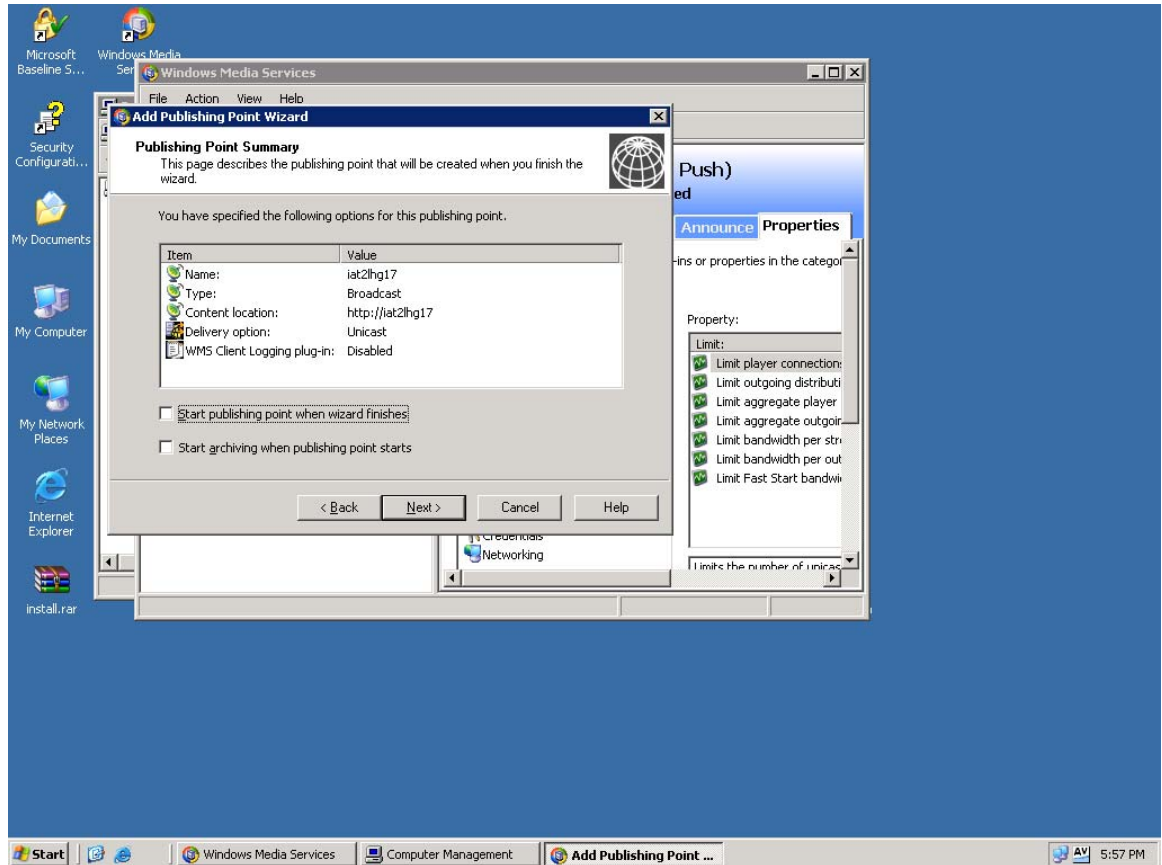 Microsoft Baseline S...
Windows Media Ser
Security Configurati...
My Documents
My Computer
My Network Places
Internet Explorer
install.rar
Windows Media Services
File Action View Help
Add Publishing Point Wizard
Publishing Point Summary
This page describes the publishing point that will be created when you finish the
wizard.
You have specified the following options for this publishing point.
Item Value
Name: iat2lhg17
Type: Broadcast
Content location: http://iat2lhg17
Delivery option: Unicast
WMS Client Logging plug-in: Disabled
Start publishing point when wizard finishes
Start archiving when publishing point starts
< Back Next > Cancel Help
Push)
ed
Announce Properties
-ins or properties in the categor
Property:
Limit:
Limit player connection
Limit outgoing distributi
Limit aggregate player
Limit aggregate outgoin
Limit bandwidth per stre
Limit bandwidth per out
Limit Fast Start bandwi
Credentials
Networking
Limits the number of unicas
Start
Windows Media Services
Computer Management
Add Publishing Point ...
AV
5:57 PM